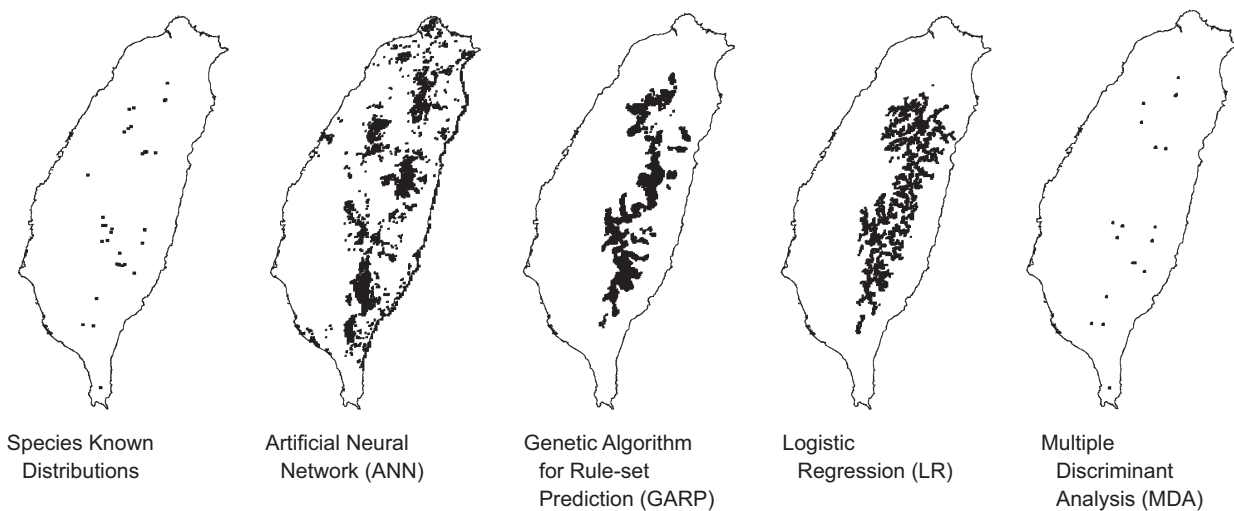 Species Known
Distributions
Artificial Neural
Network (ANN)
Genetic Algorithm
for Rule-set
Prediction (GARP)
Logistic
Regression (LR)
Multiple
Discriminant
Analysis (MDA)